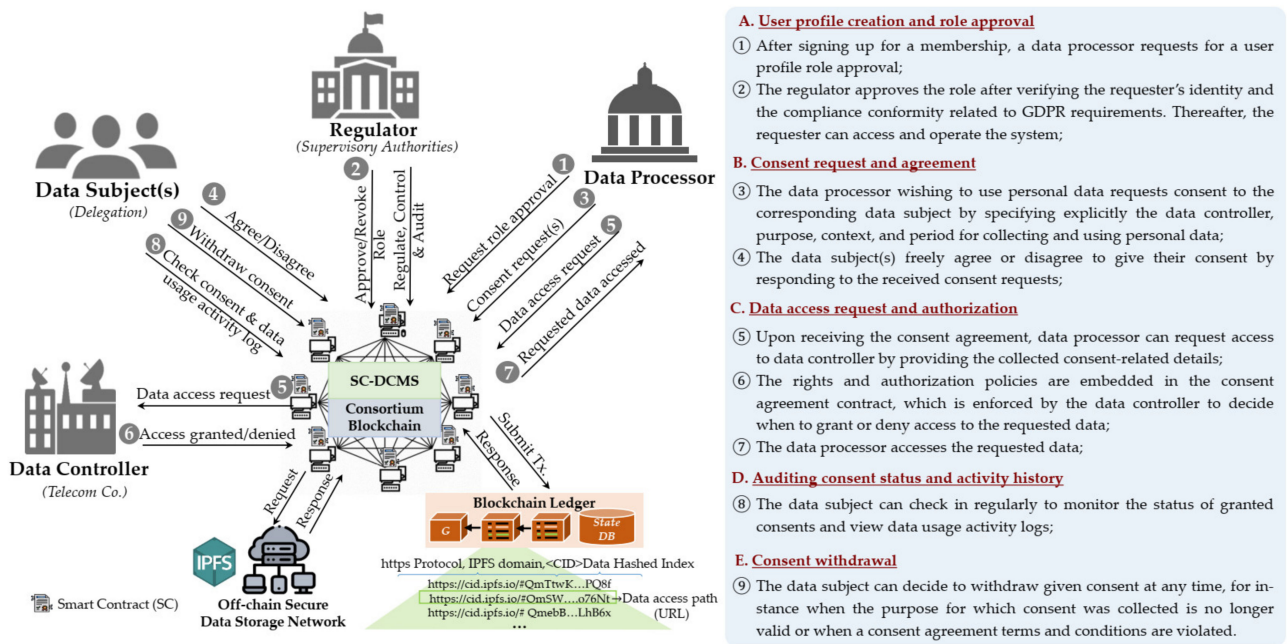 Regulator
(Supervisory Authorities)
Data Subject(s)
(Delegation)
Data Processor
④ Agree/Disagree
⑨ Withdraw consent
⑧ Check consent & data
usage activity log
② Approve/Revoke
Role
Regulate, Control
& Audit
① Request role approval
③ Consent request(s)
⑤ Data access request
⑦ Requested data accessed
SC-DCMS
Consortium
Blockchain
Data access request ⑤
⑥ Access granted/denied
Data Controller
(Telecom Co.)
Request
Response
Submit Tx.
Response
Blockchain Ledger
G
State
DB
IPFS
https Protocol, IPFS domain,<CID>Data Hashed Index
https://cid.ipfs.io/#QmTtwK...PQ8f
https://cid.ipfs.io/#QmSW....o76Nt
Data access path
(URL)
https://cid.ipfs.io/# QmebB...LhB6x
...
Smart Contract (SC)
Off-chain Secure
Data Storage Network
A. User profile creation and role approval
① After signing up for a membership, a data processor requests for a user
profile role approval;
② The regulator approves the role after verifying the requester's identity and
the compliance conformity related to GDPR requirements. Thereafter, the
requester can access and operate the system;
B. Consent request and agreement
③ The data processor wishing to use personal data requests consent to the
corresponding data subject by specifying explicitly the data controller,
purpose, context, and period for collecting and using personal data;
④ The data subject(s) freely agree or disagree to give their consent by
responding to the received consent requests;
C. Data access request and authorization
⑤ Upon receiving the consent agreement, data processor can request access
to data controller by providing the collected consent-related details;
⑥ The rights and authorization policies are embedded in the consent
agreement contract, which is enforced by the data controller to decide
when to grant or deny access to the requested data;
⑦ The data processor accesses the requested data;
D. Auditing consent status and activity history
⑧ The data subject can check in regularly to monitor the status of granted
consents and view data usage activity logs;
E. Consent withdrawal
⑨ The data subject can decide to withdraw given consent at any time, for in-
stance when the purpose for which consent was collected is no longer
valid or when a consent agreement terms and conditions are violated.